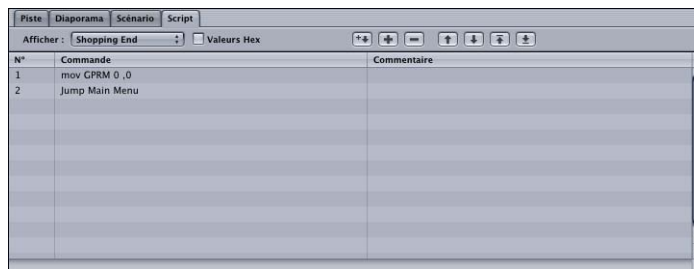 Piste Diaporama Scénario Script
Afficher : Shopping End Valeurs Hex
N° Commande Commentaire
1 mov GPRM 0 ,0
2 Jump Main Menu